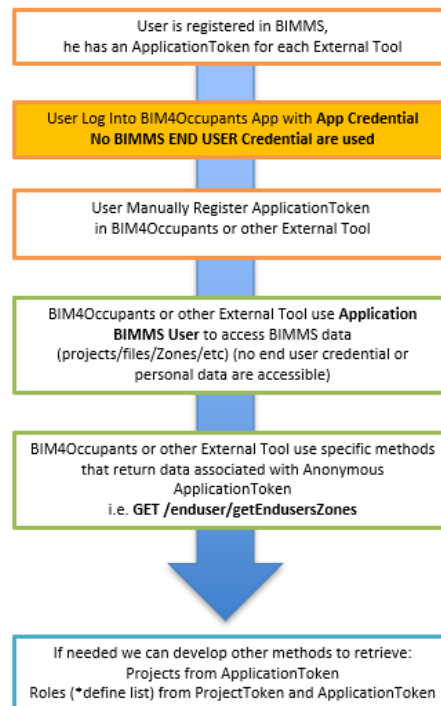 User is registered in BIMMS,
he has an ApplicationToken for each External Tool
User Log Into BIM4Occupants App with App Credential
No BIMMS END USER Credential are used
User Manually Register ApplicationToken
in BIM4Occupants or other External Tool
BIM4Occupants or other External Tool use Application
BIMMS User to access BIMMS data
(projects/files/Zones/etc) (no end user credential or
personal data are accessible)
BIM4Occupants or other External Tool use specific methods
that return data associated with Anonymous
ApplicationToken
i.e. GET /enduser/getEndusersZones
If needed we can develop other methods to retrieve:
Projects from ApplicationToken
Roles (*define list) from ProjectToken and ApplicationToken